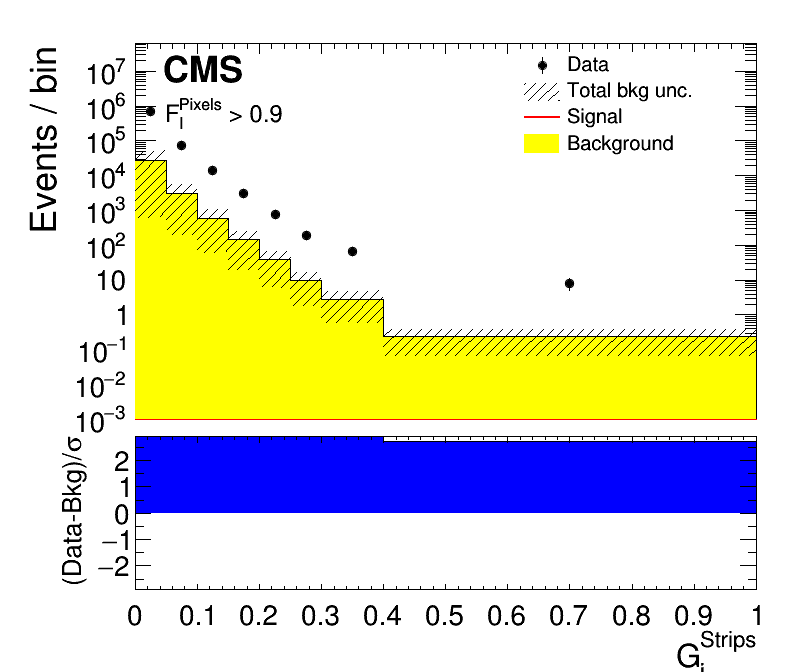 CMS
F_i^Pixels > 0.9
Data
Total bkg unc.
Signal
Background
Events / bin
10^7
10^6
10^5
10^4
10^3
10^2
10
1
10^−1
10^−2
10^−3
(Data-Bkg)/σ
2
1
0
−1
−2
0 0.1 0.2 0.3 0.4 0.5 0.6 0.7 0.8 0.9 1
G_i^Strips